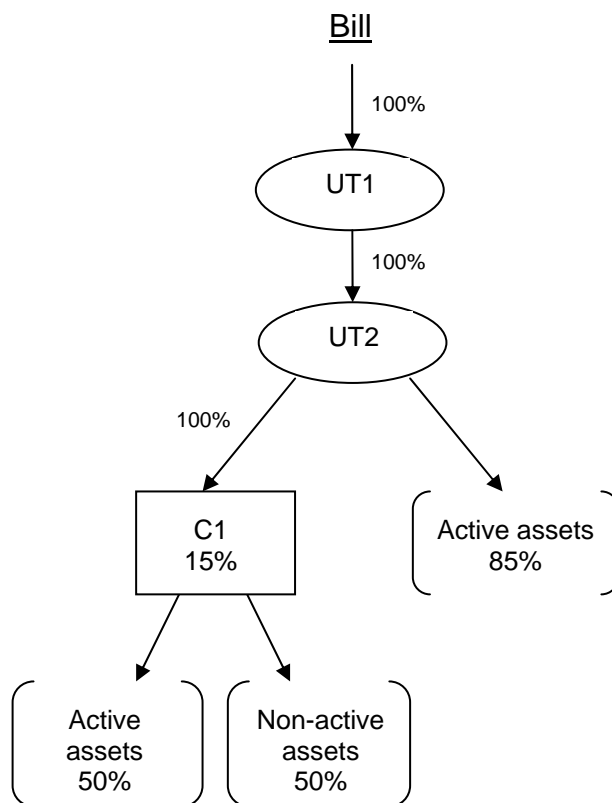 Bill
100%
UT1
100%
UT2
100%
C1
15%
Active assets
85%
Active
assets
50%
Non-active
assets
50%